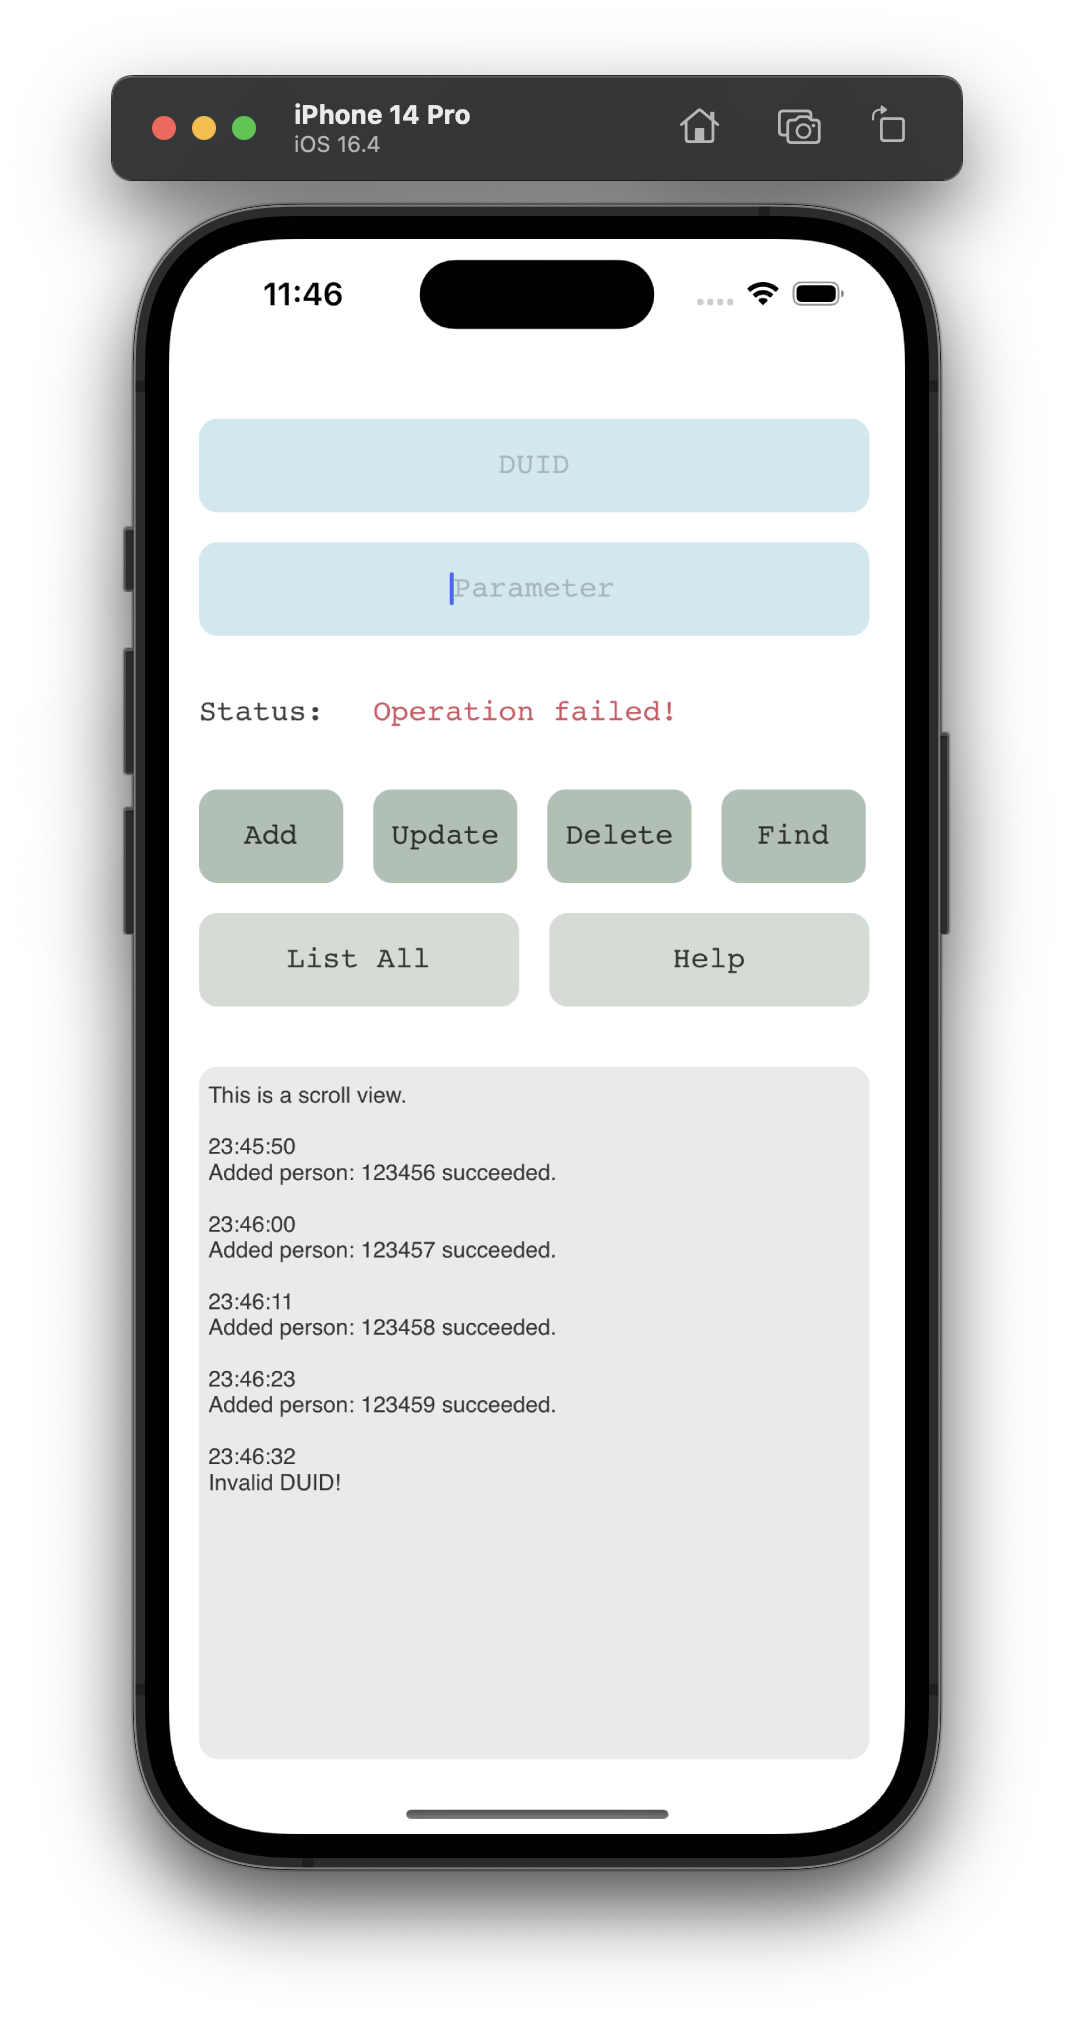 iPhone 14 Pro
iOS 16.4
11:46
DUID
Parameter
Status: Operation failed!
Add Update Delete Find
List All Help
This is a scroll view.
23:45:50
Added person: 123456 succeeded.
23:46:00
Added person: 123457 succeeded.
23:46:11
Added person: 123458 succeeded.
23:46:23
Added person: 123459 succeeded.
23:46:32
Invalid DUID!